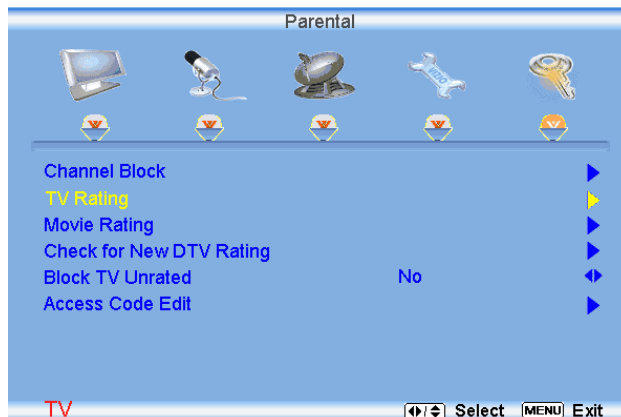 Parental
Channel Block
TV Rating
Movie Rating
Check for New DTV Rating
Block TV Unrated No
Access Code Edit
TV / Select MENU Exit